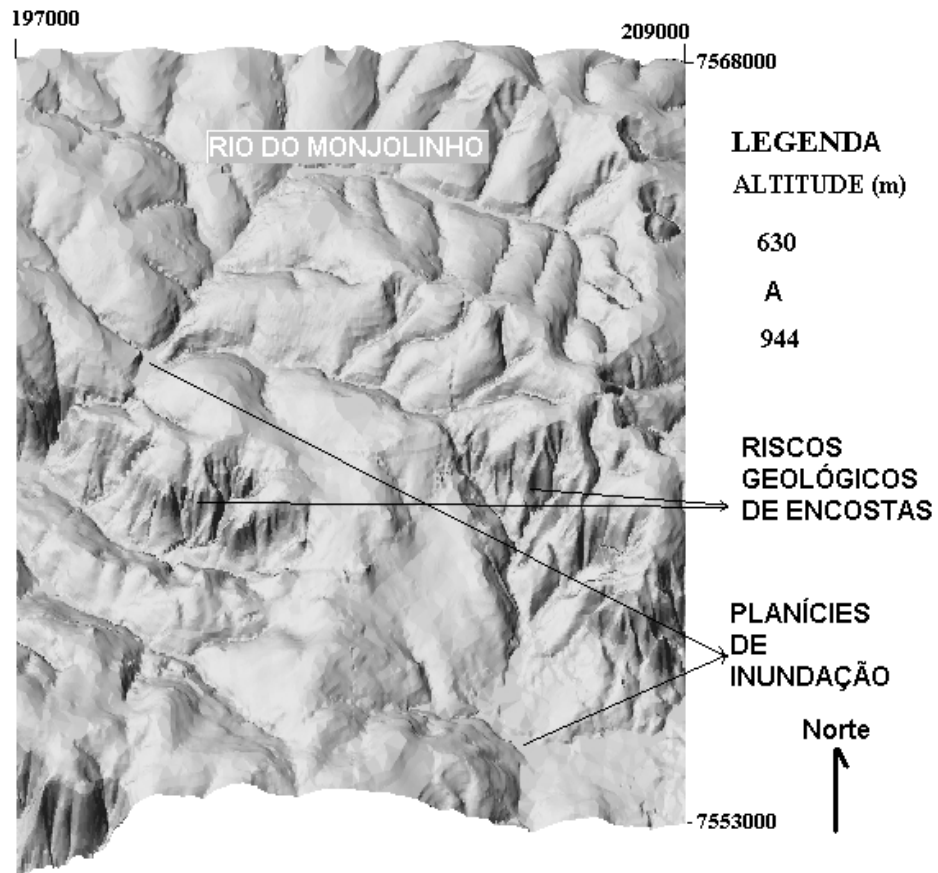 197000
209000
7568000
RIO DO MONJOLINHO
LEGENDA
ALTITUDE (m)
630
A
944
RISCOS
GEOLÓGICOS
DE ENCOSTAS
PLANÍCIES
DE
INUNDAÇÃO
Norte
7553000